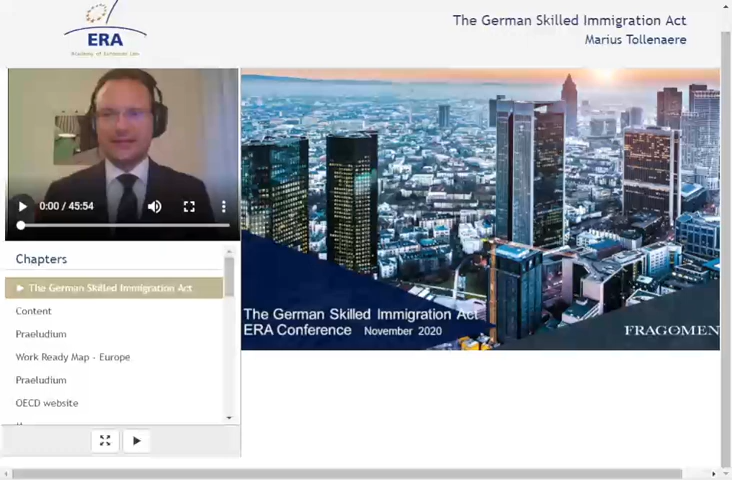 ERA
Academy of European Law
The German Skilled Immigration Act
Marius Tollenaere
0:00 / 45:54
Chapters
The German Skilled Immigration Act
Content
Praeludium
Work Ready Map - Europe
Praeludium
OECD website
The German Skilled Immigration Act
ERA Conference November 2020
FRAGOMEN